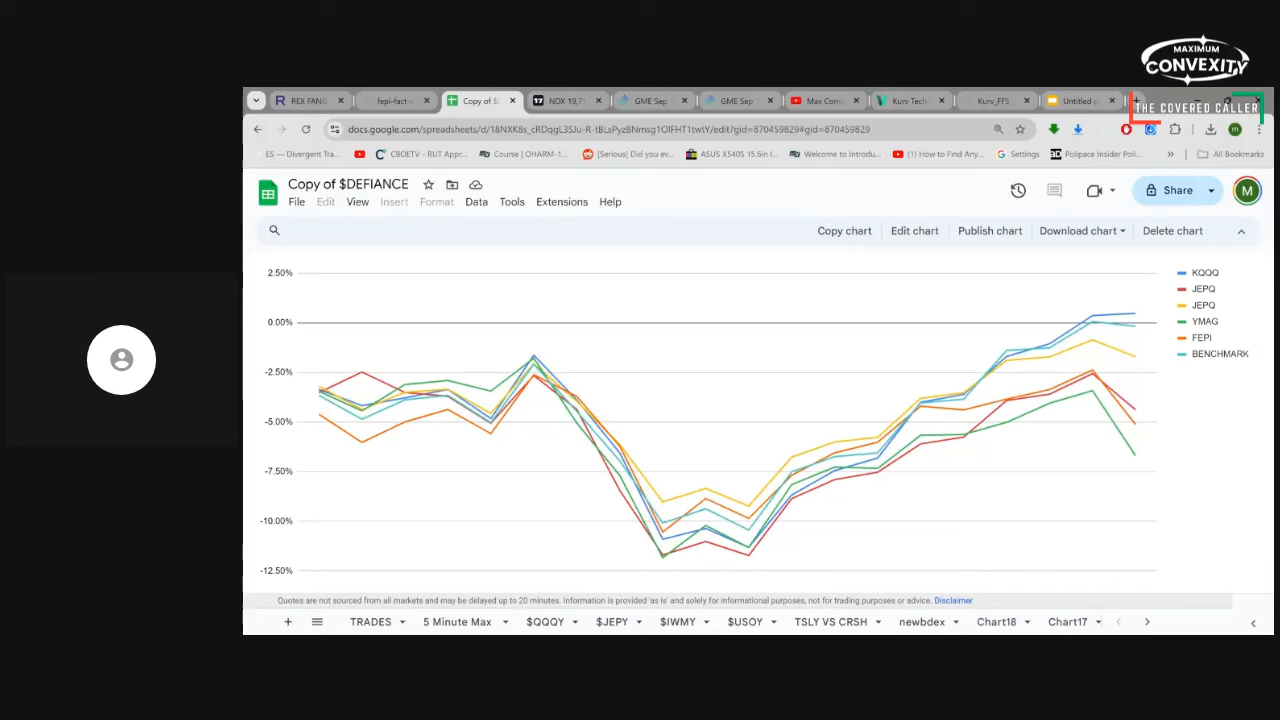 MAXIMUM
CONVEXITY
THE COVERED CALLER
REX FANG
fepi-fact-
Copy of $
NDX 19,7
GME Sep
GME Sep
Max Conv
Kurv Tech
Kurv_FFS_
Untitled p
docs.google.com/spreadsheets/d/18NXK8s_cRDqgL3SJu-R-tBLsPyzBNmsg1OlFHT1twtY/edit?gid=870459829#gid=870459829
ES — Divergent Tra...
CBOETV - RUT Appr...
Course | OHARM-1...
[Serious] Did you ev...
ASUS X540S 15.6in l...
Welcome to Introdu...
(1) How to Find Any...
Settings
Polipace Insider Poli...
All Bookmarks
Copy of $DEFIANCE
File Edit View Insert Format Data Tools Extensions Help
Share
M
Copy chart
Edit chart
Publish chart
Download chart
Delete chart
2.50%
0.00%
-2.50%
-5.00%
-7.50%
-10.00%
-12.50%
KQQQ
JEPQ
JEPQ
YMAG
FEPI
BENCHMARK
Quotes are not sourced from all markets and may be delayed up to 20 minutes. Information is provided 'as is' and solely for informational purposes, not for trading purposes or advice. Disclaimer
TRADES
5 Minute Max
$QQQY
$JEPY
$IWMY
$USOY
TSLY VS CRSH
newbdex
Chart18
Chart17